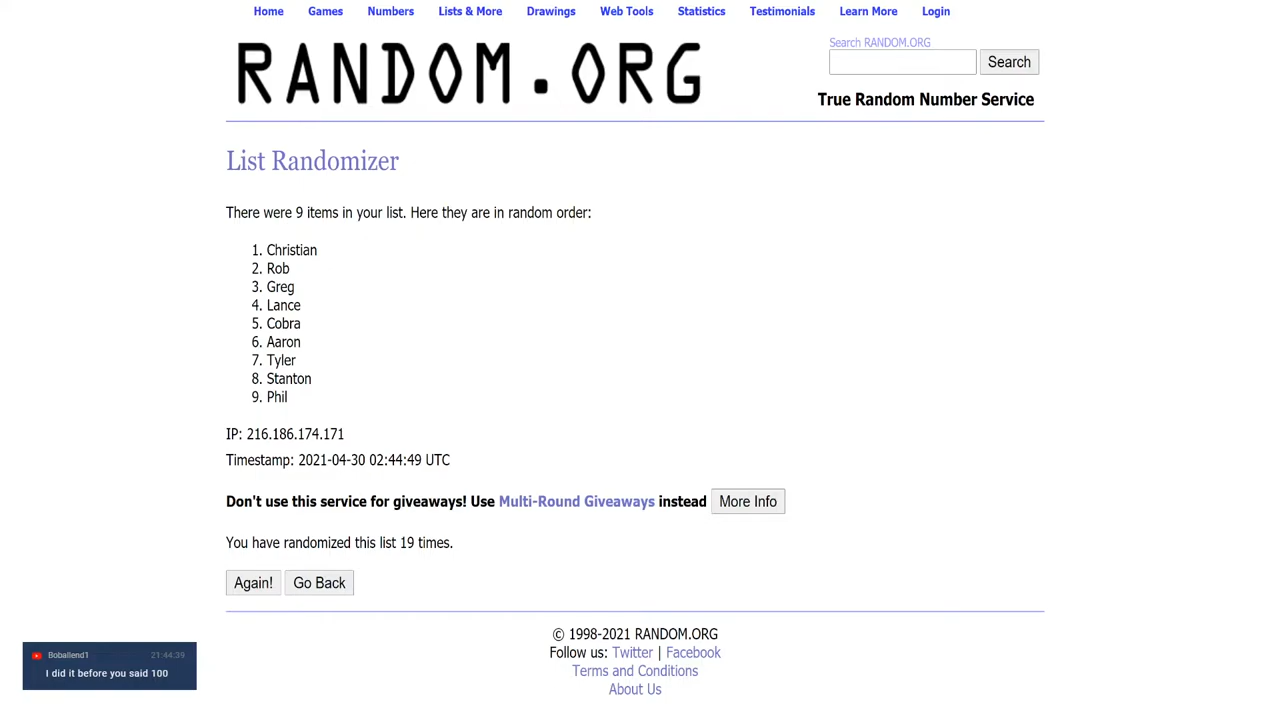 Home Games Numbers Lists & More Drawings Web Tools Statistics Testimonials Learn More Login
RANDOM.ORG
Search RANDOM.ORG
Search
True Random Number Service
List Randomizer
There were 9 items in your list. Here they are in random order:
1. Christian
2. Rob
3. Greg
4. Lance
5. Cobra
6. Aaron
7. Tyler
8. Stanton
9. Phil
IP: 216.186.174.171
Timestamp: 2021-04-30 02:44:49 UTC
Don't use this service for giveaways! Use Multi-Round Giveaways instead More Info
You have randomized this list 19 times.
Again! Go Back
© 1998-2021 RANDOM.ORG
Follow us: Twitter | Facebook
Terms and Conditions
About Us
Boballend1 21:44:39
I did it before you said 100